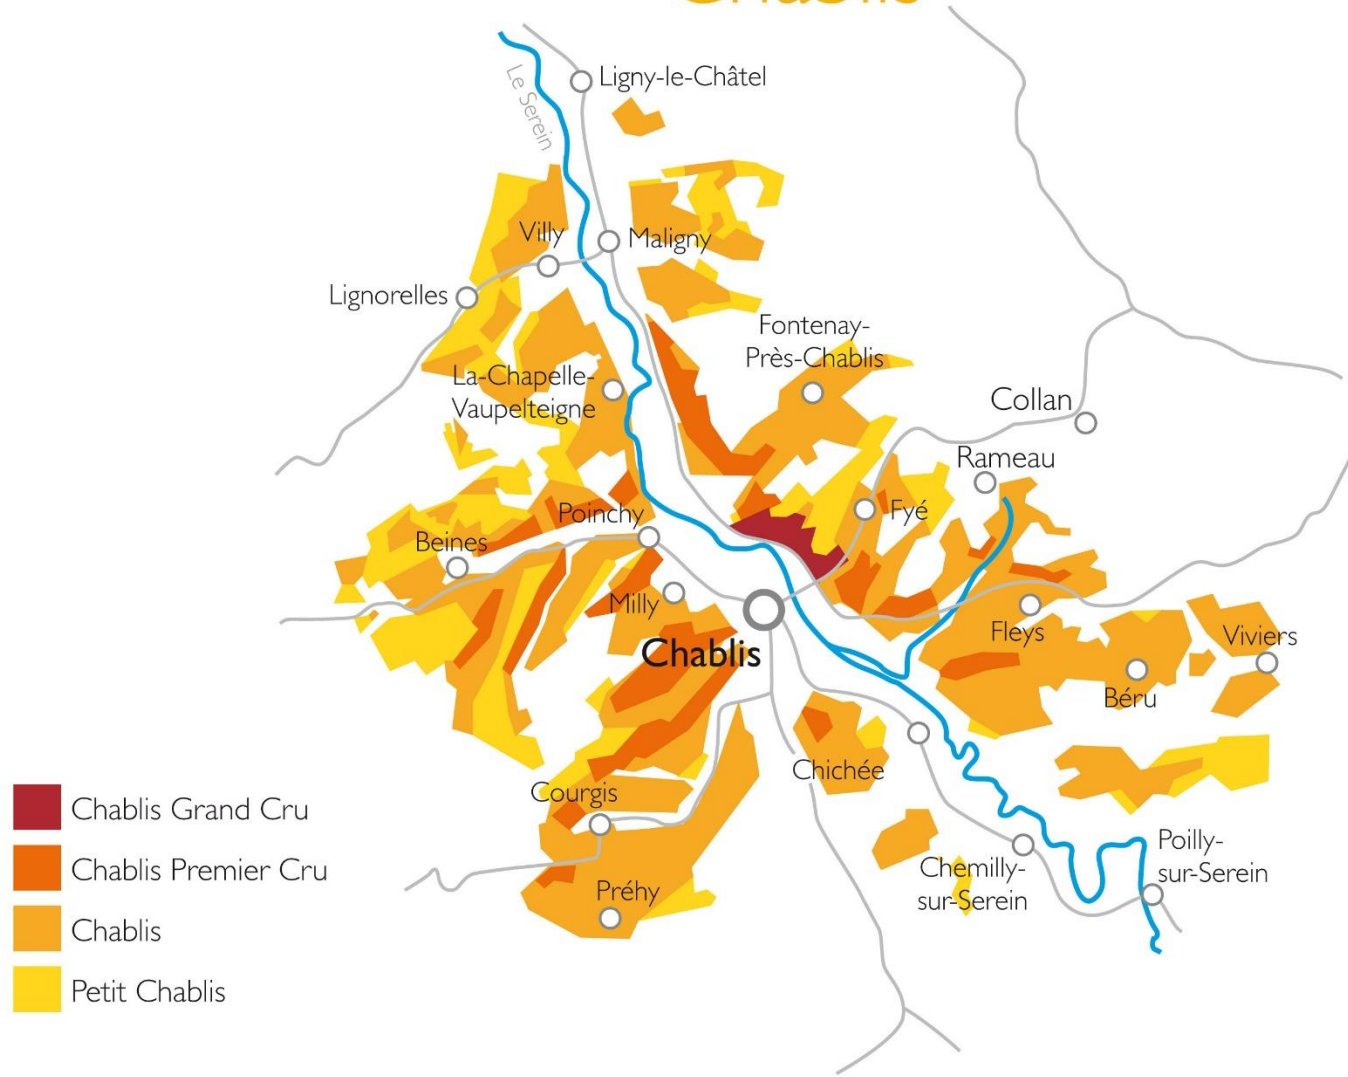 Chablis
Ligny-le-Châtel
Le Serein
Villy
Maligny
Lignorelles
Fontenay-
Près-Chablis
La-Chapelle-
Vaupelteigne
Collan
Rameau
Poinchy
Fyé
Beines
Milly
Chablis
Fleys
Viviers
Béru
Chichée
Courgis
Préhy
Chemilly-
sur-Serein
Poilly-
sur-Serein
Chablis Grand Cru
Chablis Premier Cru
Chablis
Petit Chablis